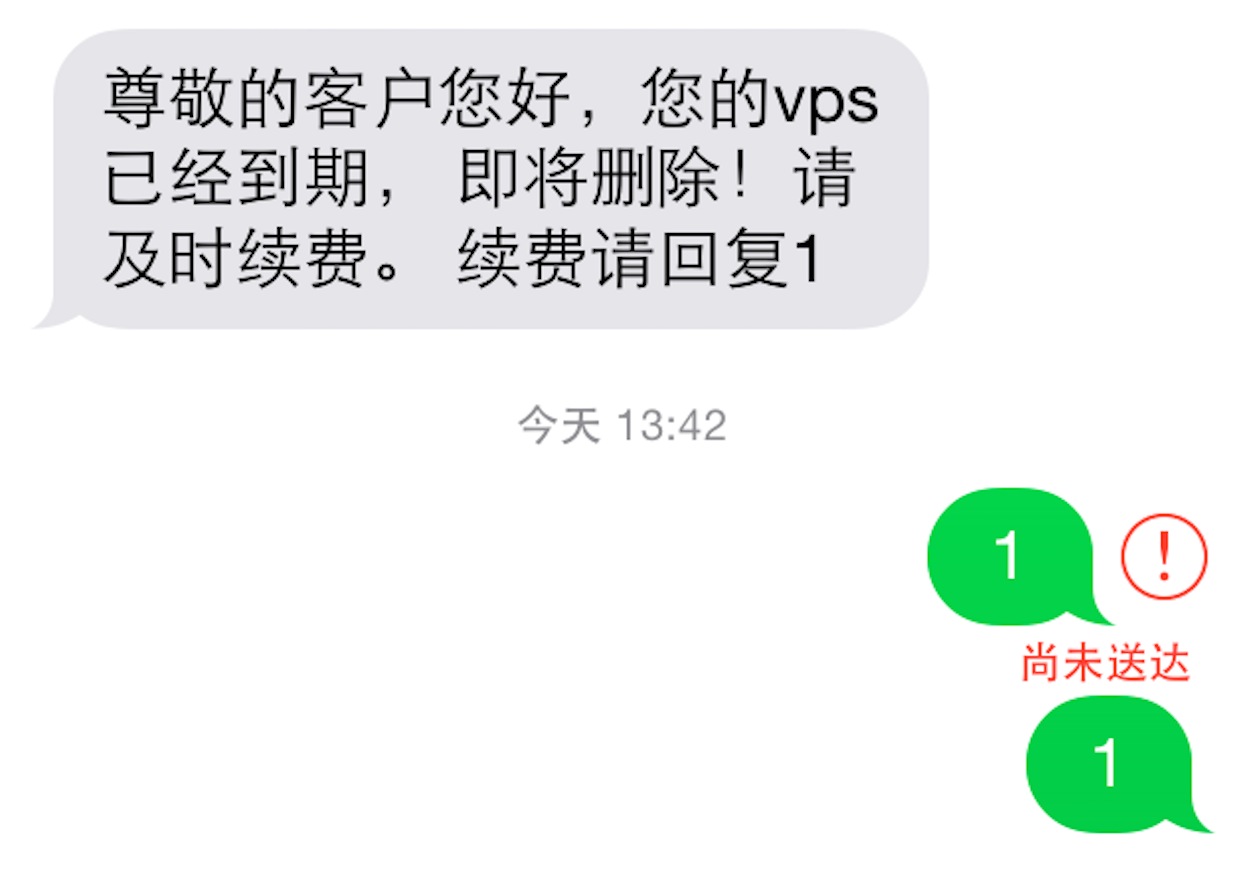 尊敬的客户您好，您的vps
已经到期， 即将删除！请
及时续费。 续费请回复1
今天 13:42
1
!
尚未送达
1